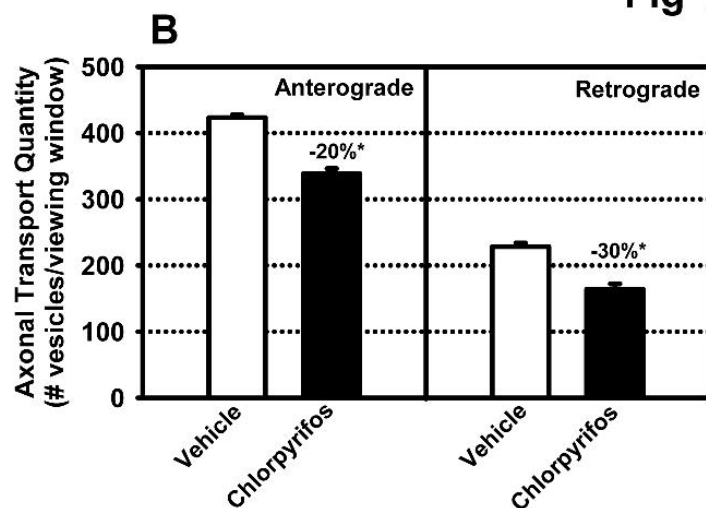 Fig
B
Axonal Transport Quantity
(# vesicles/viewing window)
500
400
300
200
100
0
Anterograde
Retrograde
-20%*
-30%*
Vehicle
Chlorpyrifos
Vehicle
Chlorpyrifos